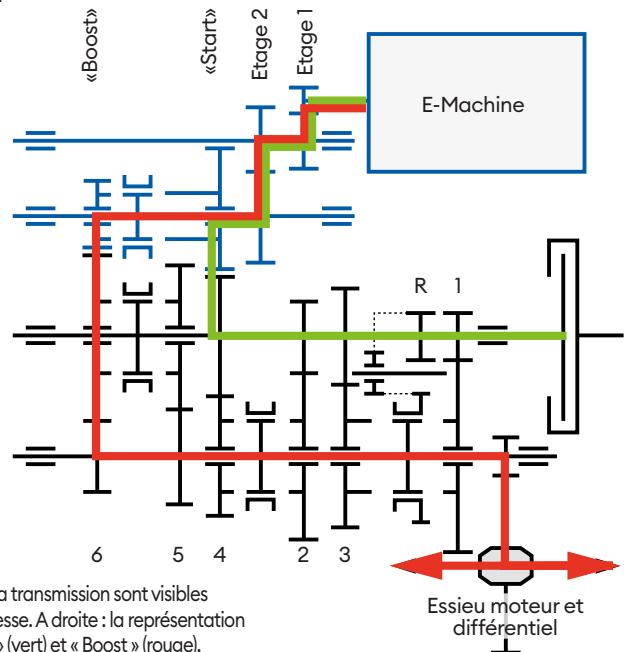 «Boost»
«Start»
Etage 2
Etage 1
E-Machine
R
1
6
5
4
2
3
a transmission sont visibles
esse. A droite : la représentation
» (vert) et « Boost » (rouge).
Essieu moteur et
différentiel